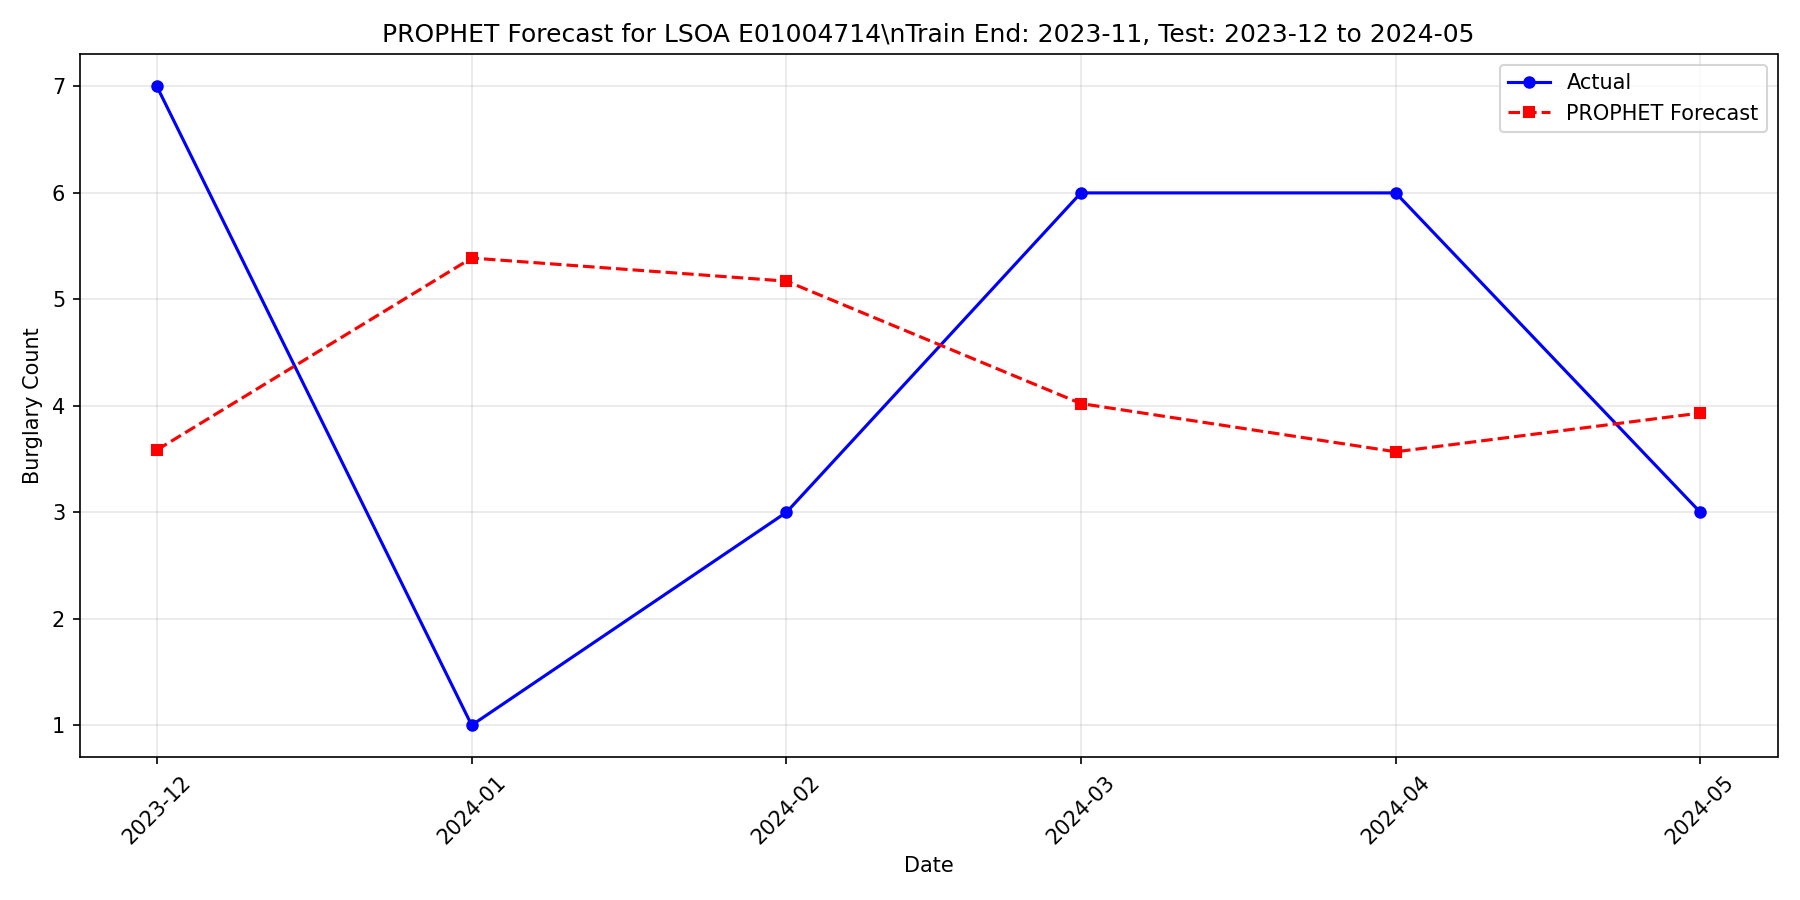 PROPHET Forecast for LSOA E01004714\nTrain End: 2023-11, Test: 2023-12 to 2024-05
Actual
PROPHET Forecast
Burglary Count
7
6
5
4
3
2
1
2023-12
2024-01
2024-02
2024-03
2024-04
2024-05
Date